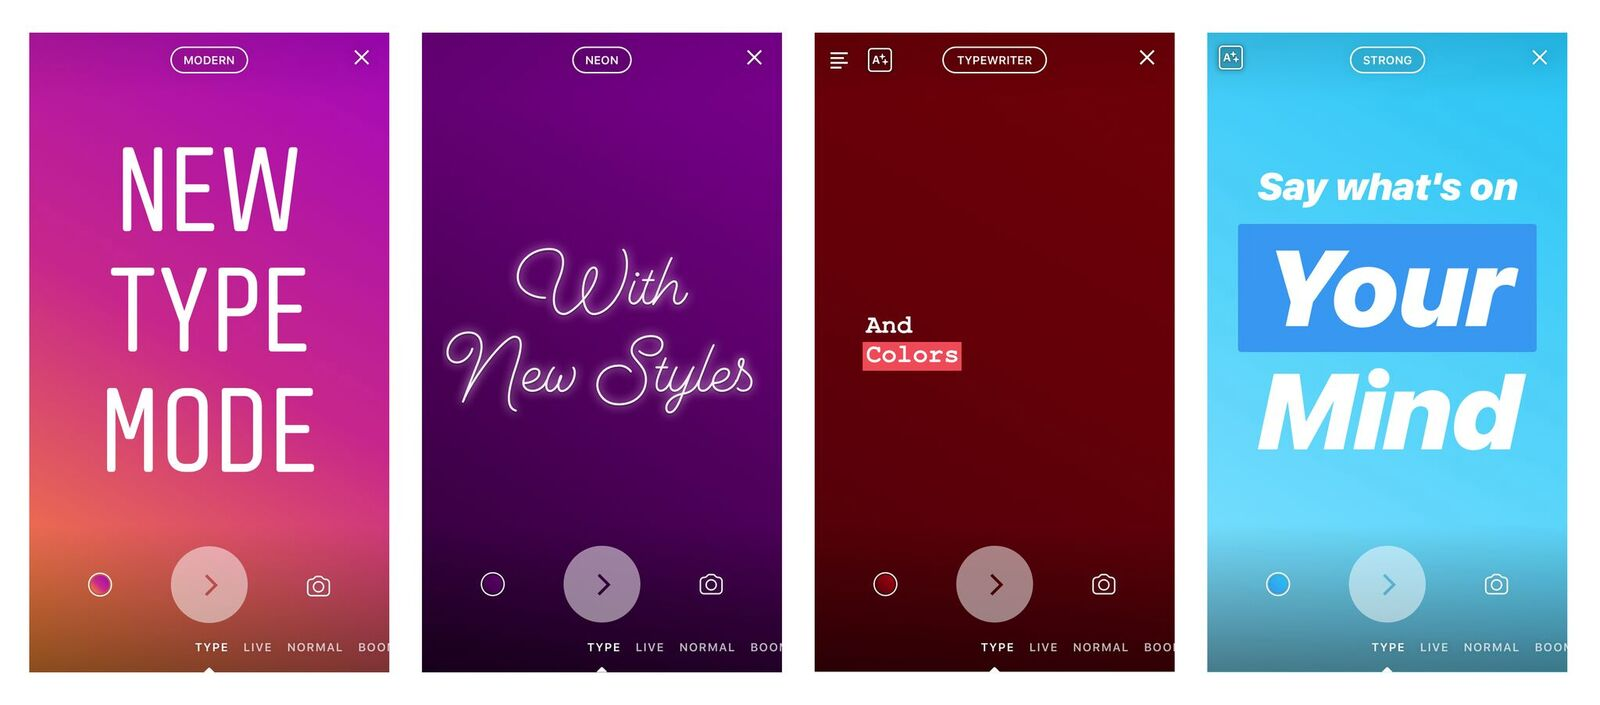 MODERN
NEW
TYPE
MODE
TYPE LIVE NORMAL BOO
NEON
With
New Styles
TYPE LIVE NORMAL BOO
A
TYPEWRITER
And
Colors
TYPE LIVE NORMAL BOO
A
STRONG
Say what's on
Your
Mind
TYPE LIVE NORMAL BOO